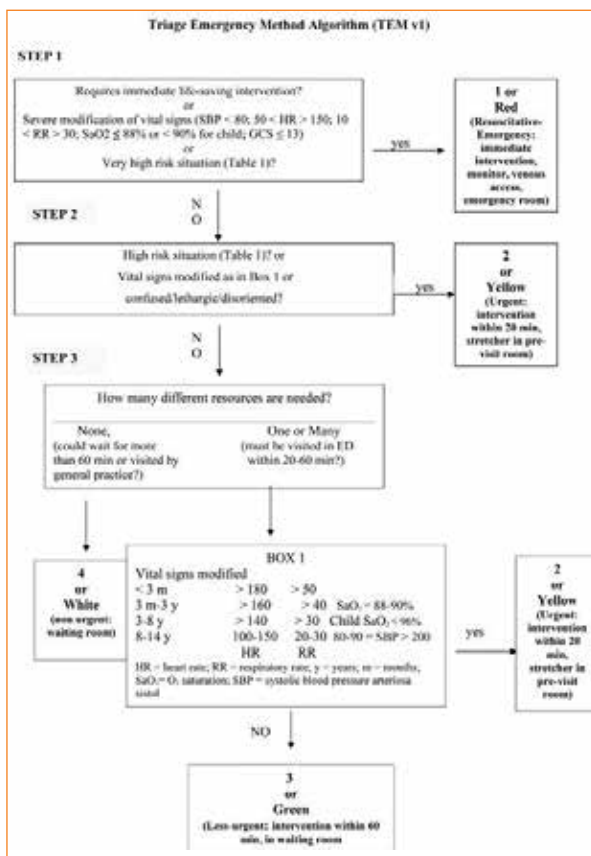 Triage Emergency Method Algorithm (TEM v1)
STEP 1
Requires immediate life-saving intervention?
or
Severe modification of vital signs (SBP < 80; 50 < HR > 150; 10
< RR > 30; SaO2 ≤ 88% or < 90% for child; GCS ≤ 13)
or
Very high risk situation (Table 1)?
yes
1 or
Red
(Resuscitative-
Emergency:
immediate
intervention,
monitor, venous
access,
emergency room)
N
O
STEP 2
High risk situation (Table 1)? or
Vital signs modified as in Box 1 or
confused/lethargic/disoriented?
yes
2
or
Yellow
(Urgent:
intervention
within 20 min,
stretcher in pre-
visit room)
N
O
STEP 3
How many different resources are needed?
None,
(could wait for more
than 60 min or visited by
general practice?)
One or Many
(must be visited in ED
within 20-60 min?)
4
or
White
(non urgent:
waiting room)
BOX 1
Vital signs modified
< 3 m > 180 > 50
3 m-3 y > 160 > 40 SaO₂ = 88-90%
3-8 y > 140 > 30 Child SaO₂ < 96%
8-14 y 100-150 20-30 80-90 = SBP > 200
HR RR
HR = heart rate; RR = respiratory rate, y = years; m = months,
SaO₂ = O₂ saturation; SBP = systolic blood pressure arteriosa
sistol
yes
2
or
Yellow
(Urgent:
intervention
within 20
min,
stretcher in
pre-visit
room)
NO
3
or
Green
(Less-urgent: intervention within 60
min, in waiting room